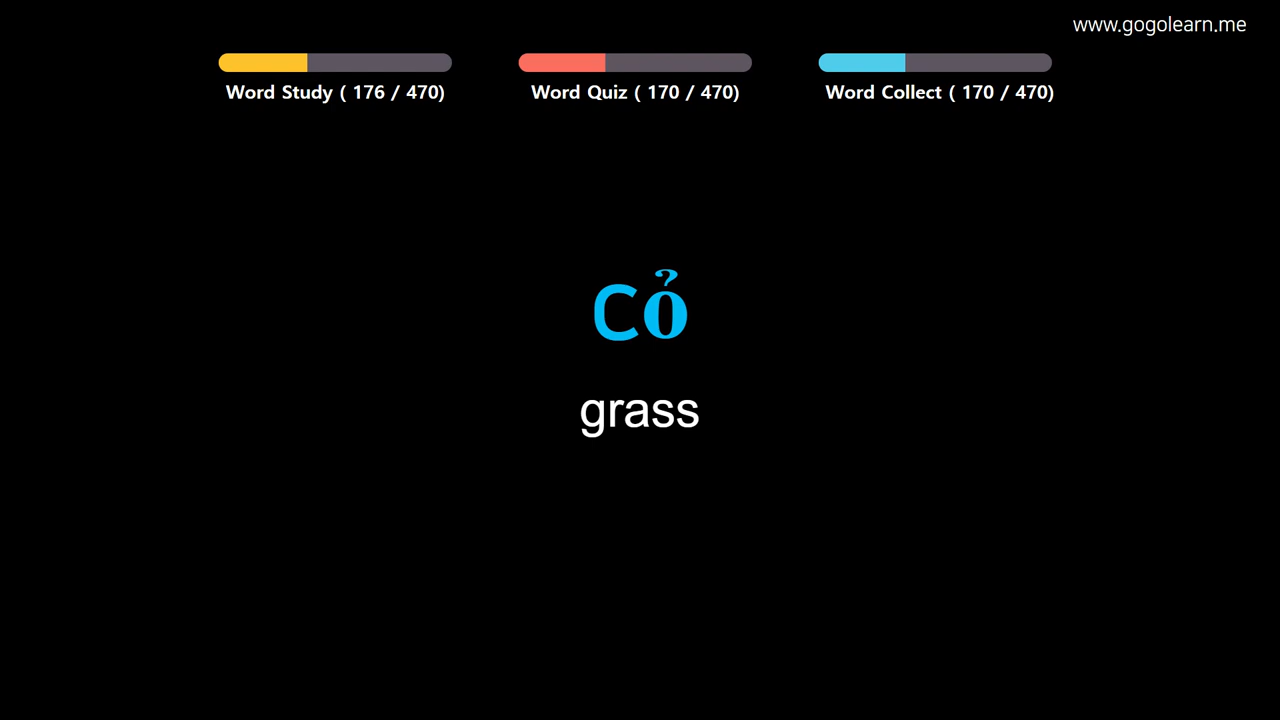 www.gogolearn.me
Word Study ( 176 / 470)
Word Quiz ( 170 / 470)
Word Collect ( 170 / 470)
cỏ
grass